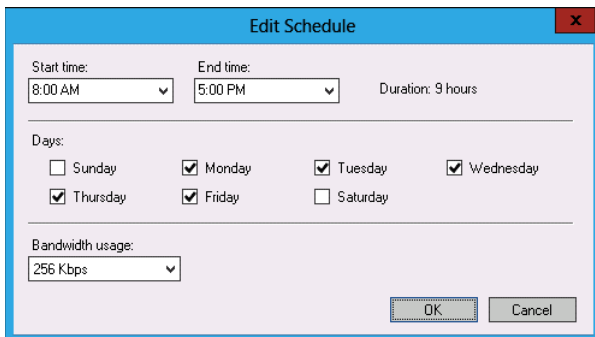 Edit Schedule
x
Start time:
End time:
8:00 AM
5:00 PM
Duration: 9 hours
Days:
Sunday
Monday
Tuesday
Wednesday
Thursday
Friday
Saturday
Bandwidth usage:
256 Kbps
OK
Cancel